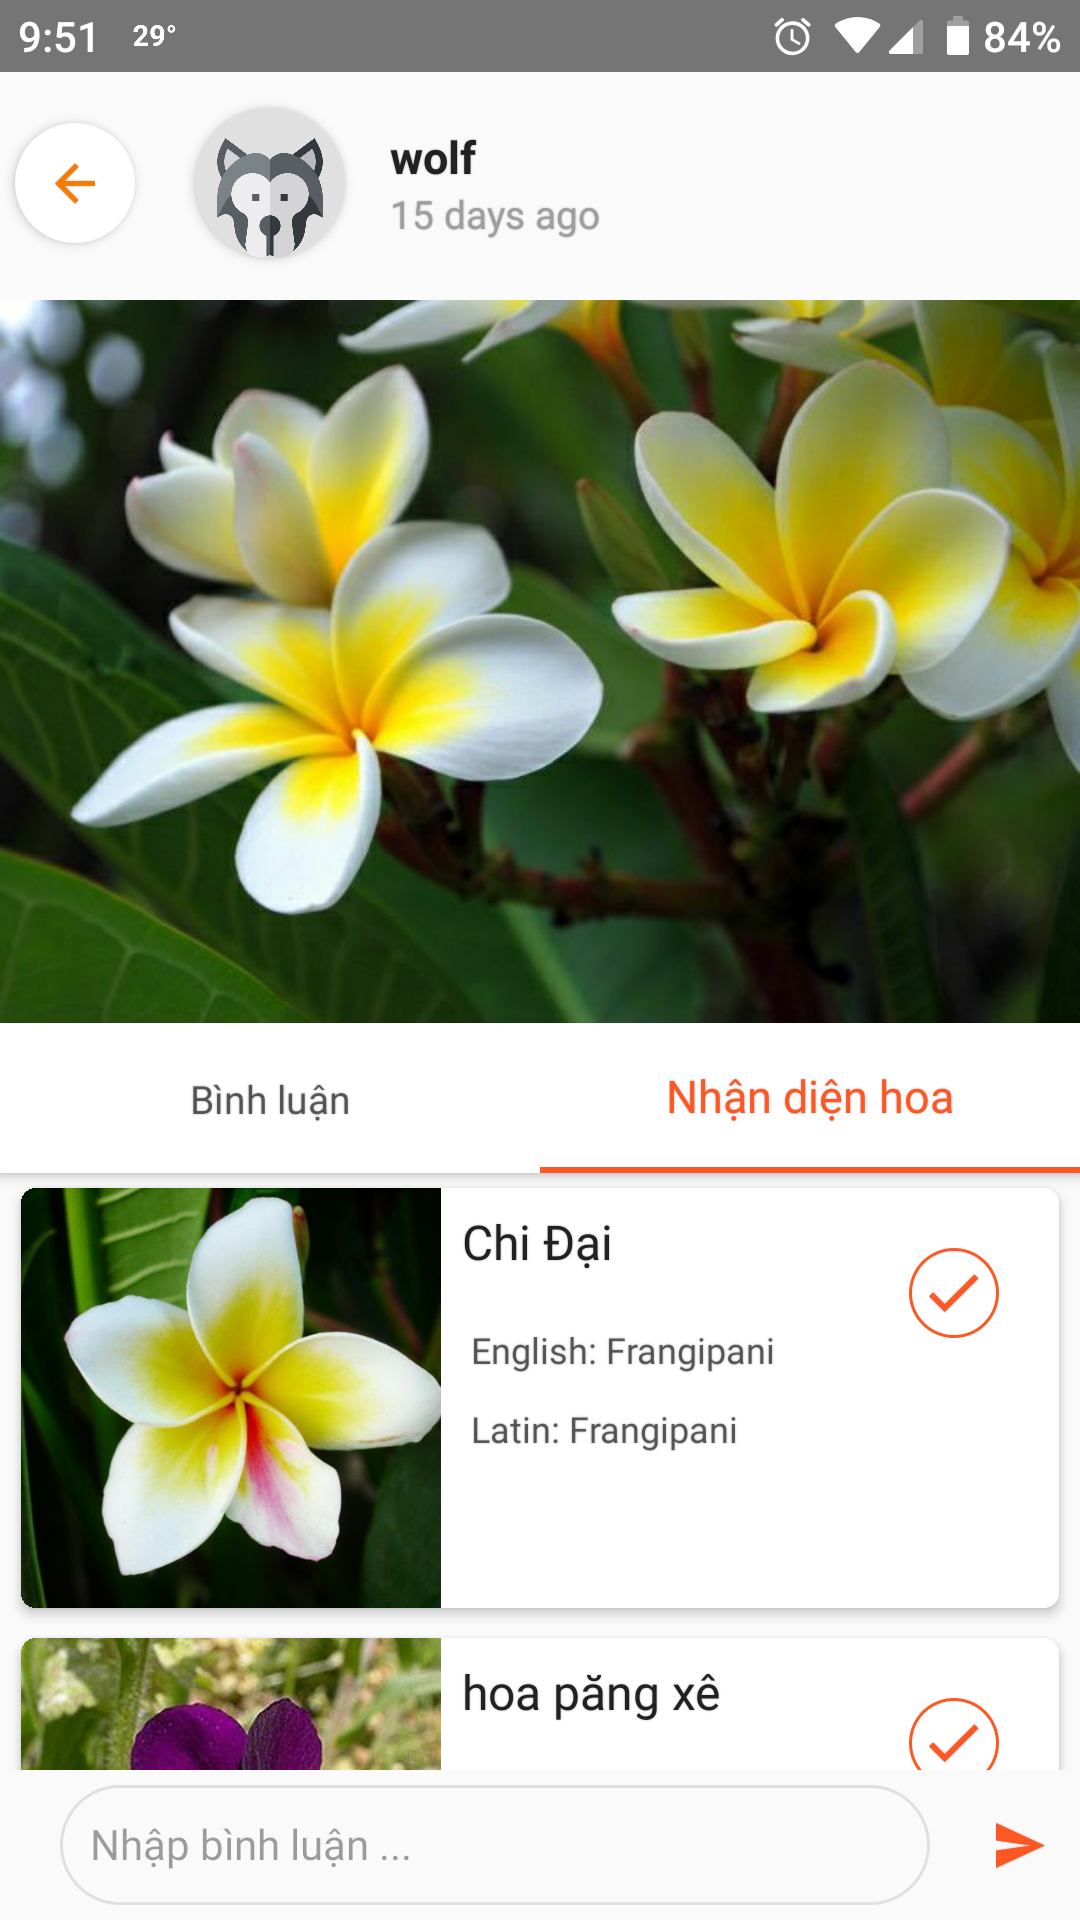 9:51 29° 84%
wolf
15 days ago
Bình luận Nhận diện hoa
Chi Đại
English: Frangipani
Latin: Frangipani
hoa păng xê
Nhập bình luận ...